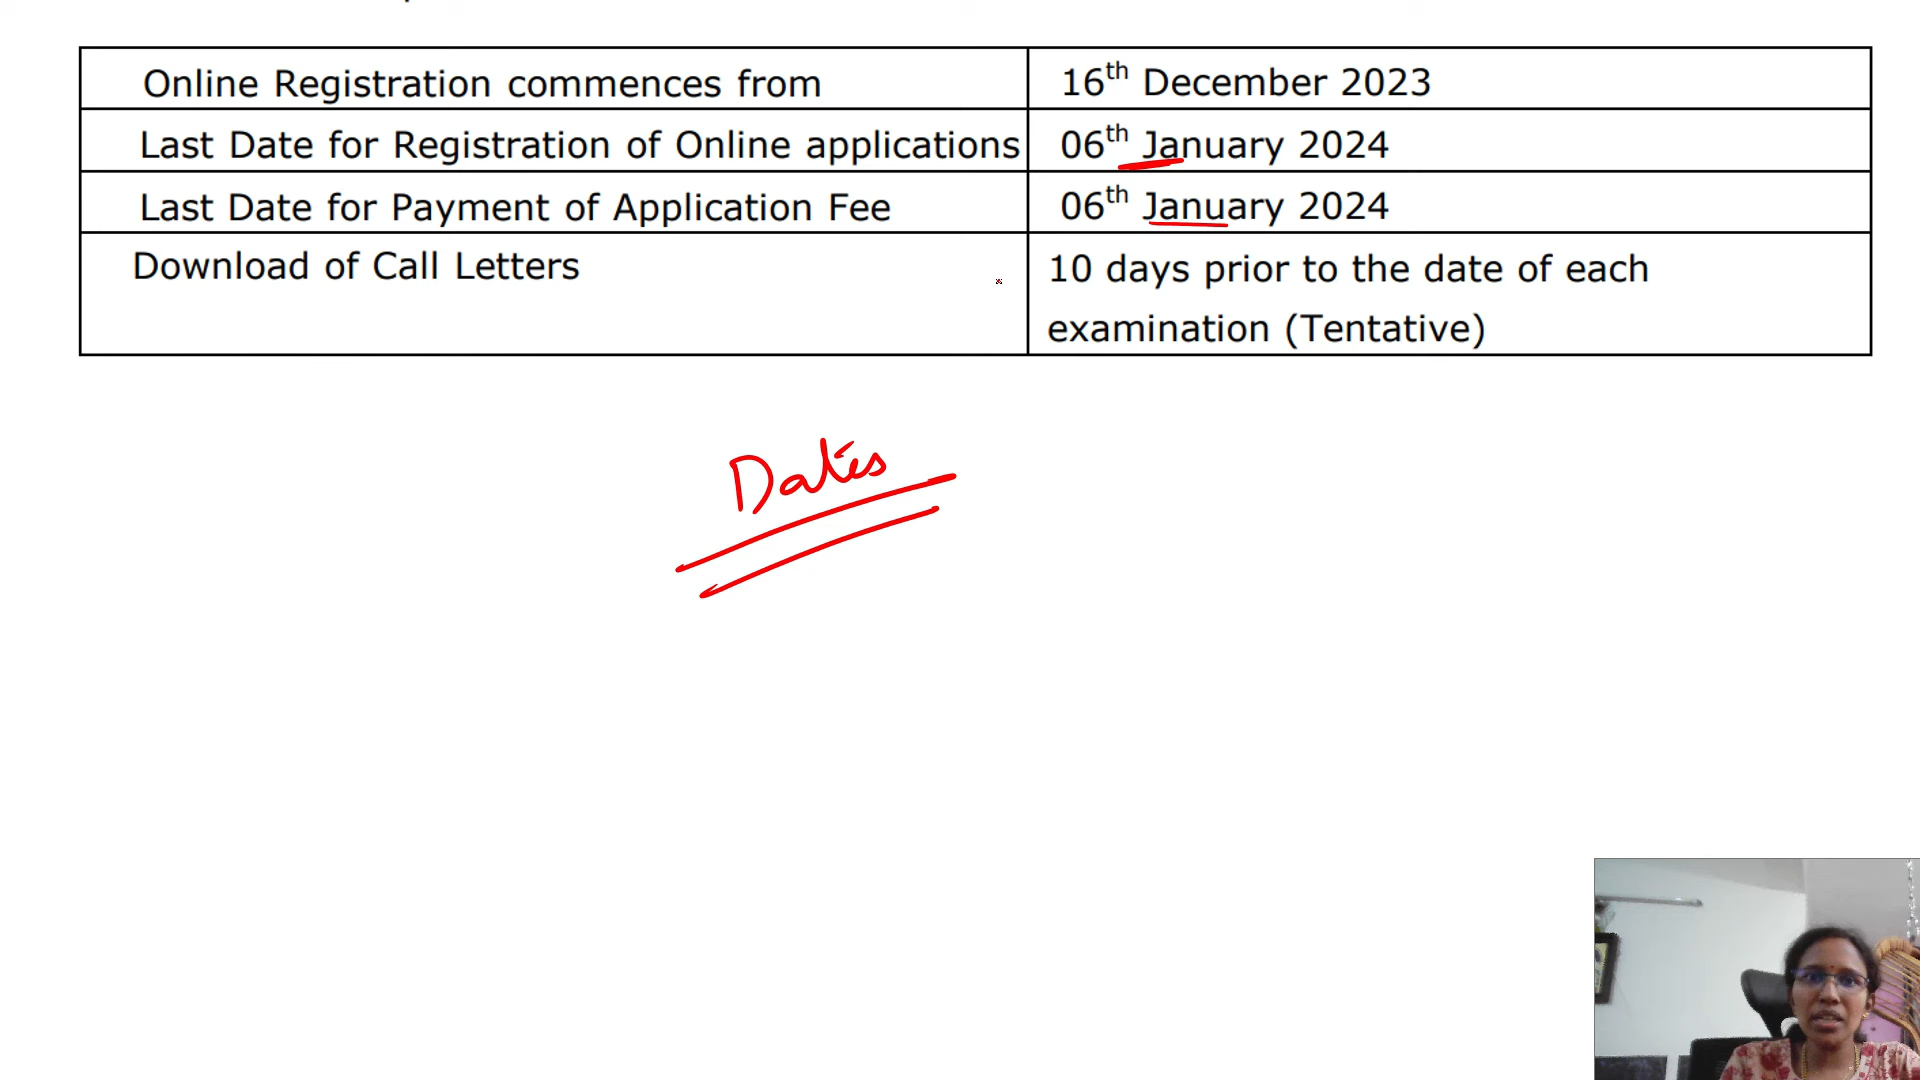 Online Registration commences from 16th December 2023
Last Date for Registration of Online applications 06th January 2024
Last Date for Payment of Application Fee 06th January 2024
Download of Call Letters 10 days prior to the date of each
examination (Tentative)
Dates